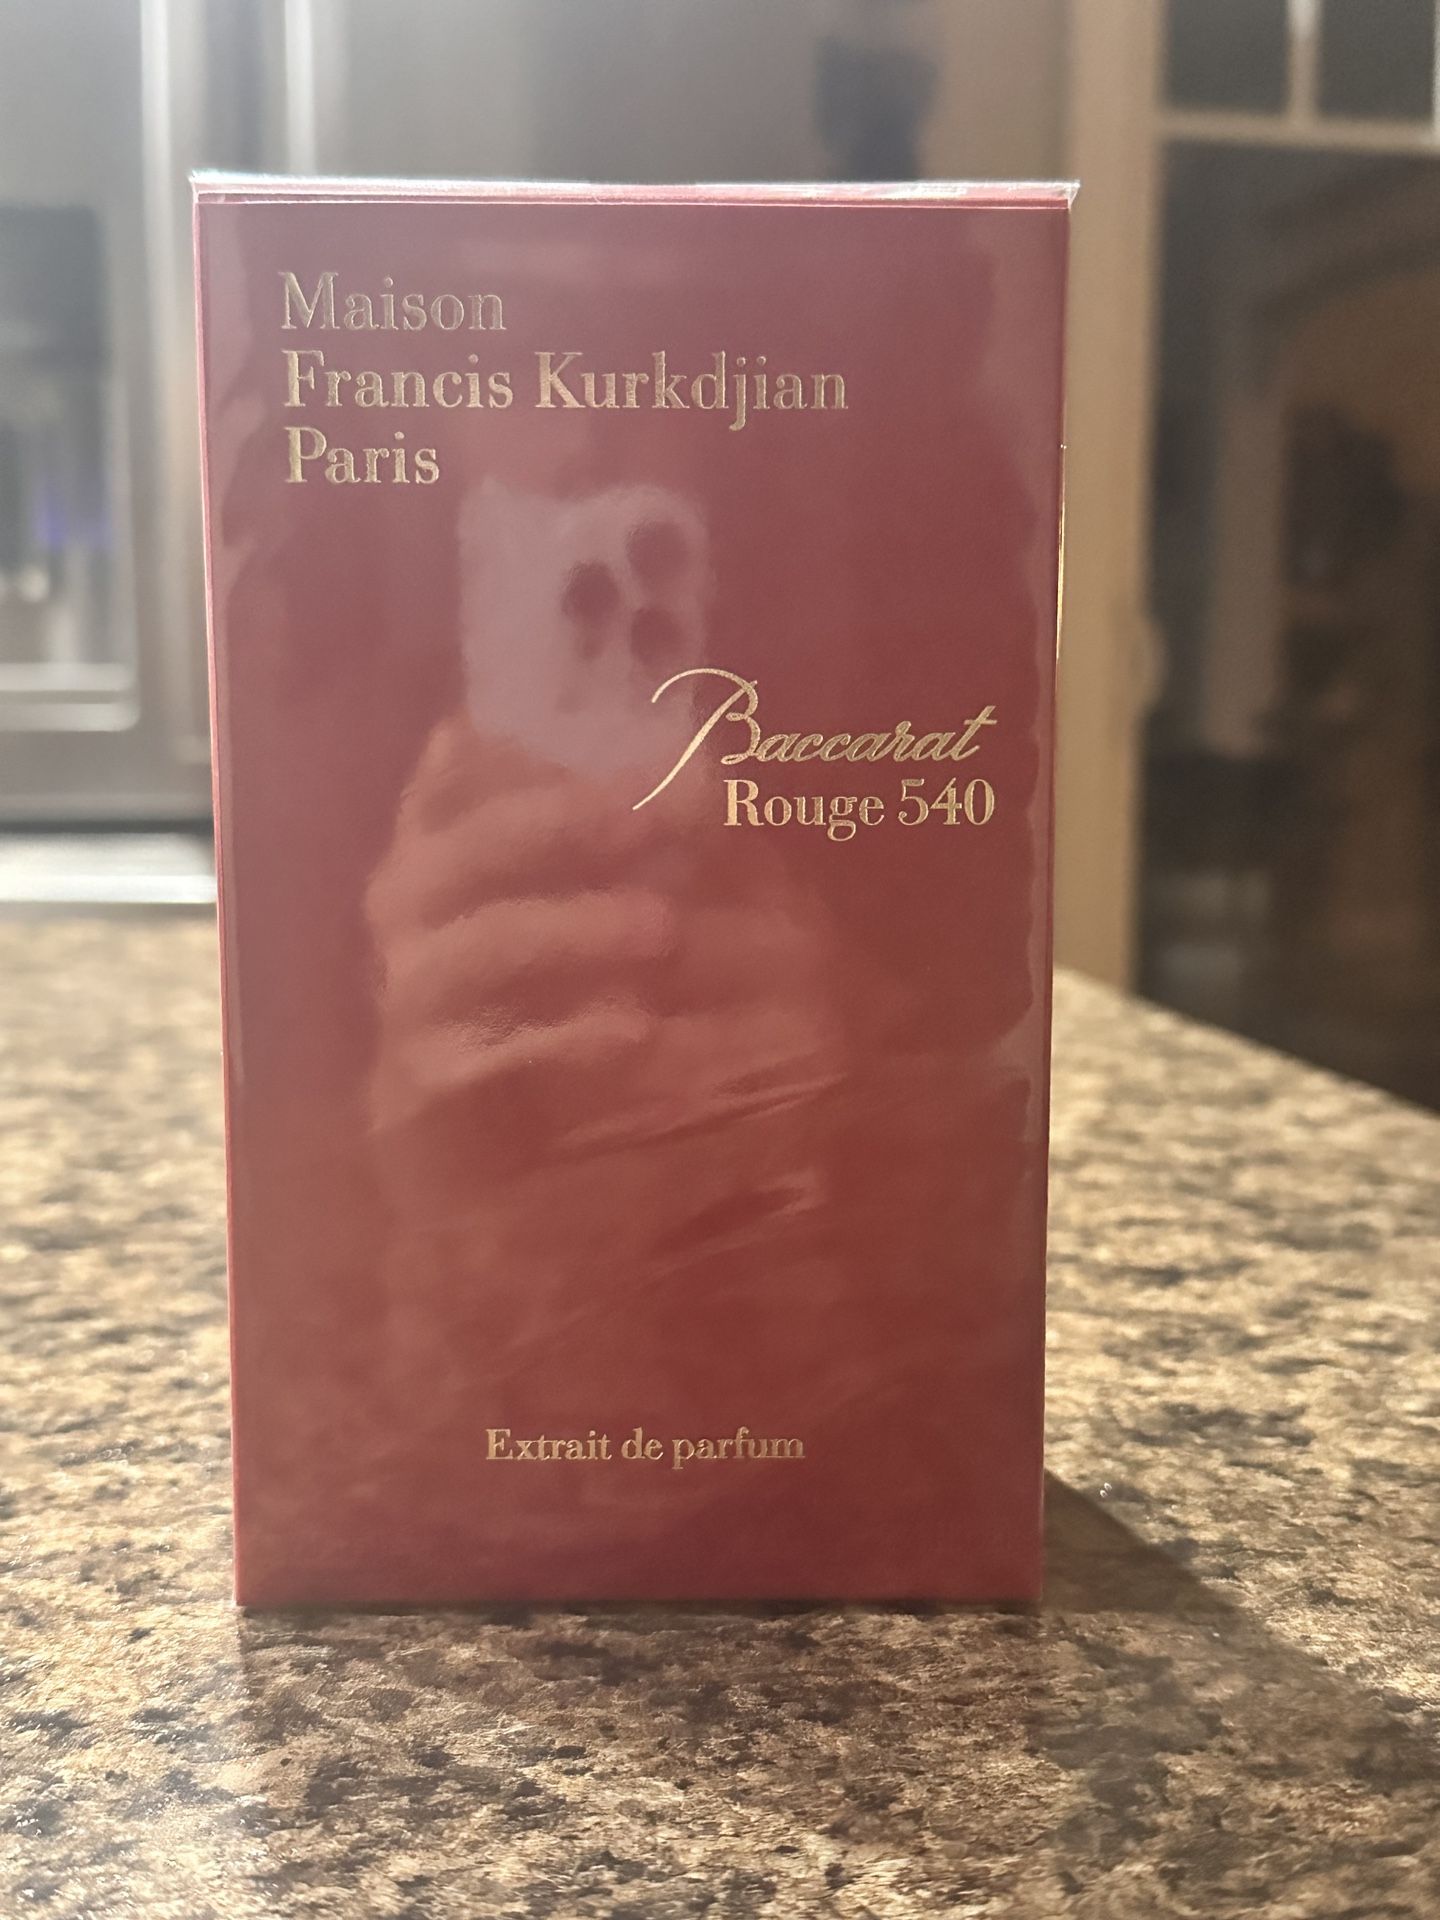 Maison
Francis Kurkdjian
Paris
Baccarat
Rouge 540
Extrait de parfum